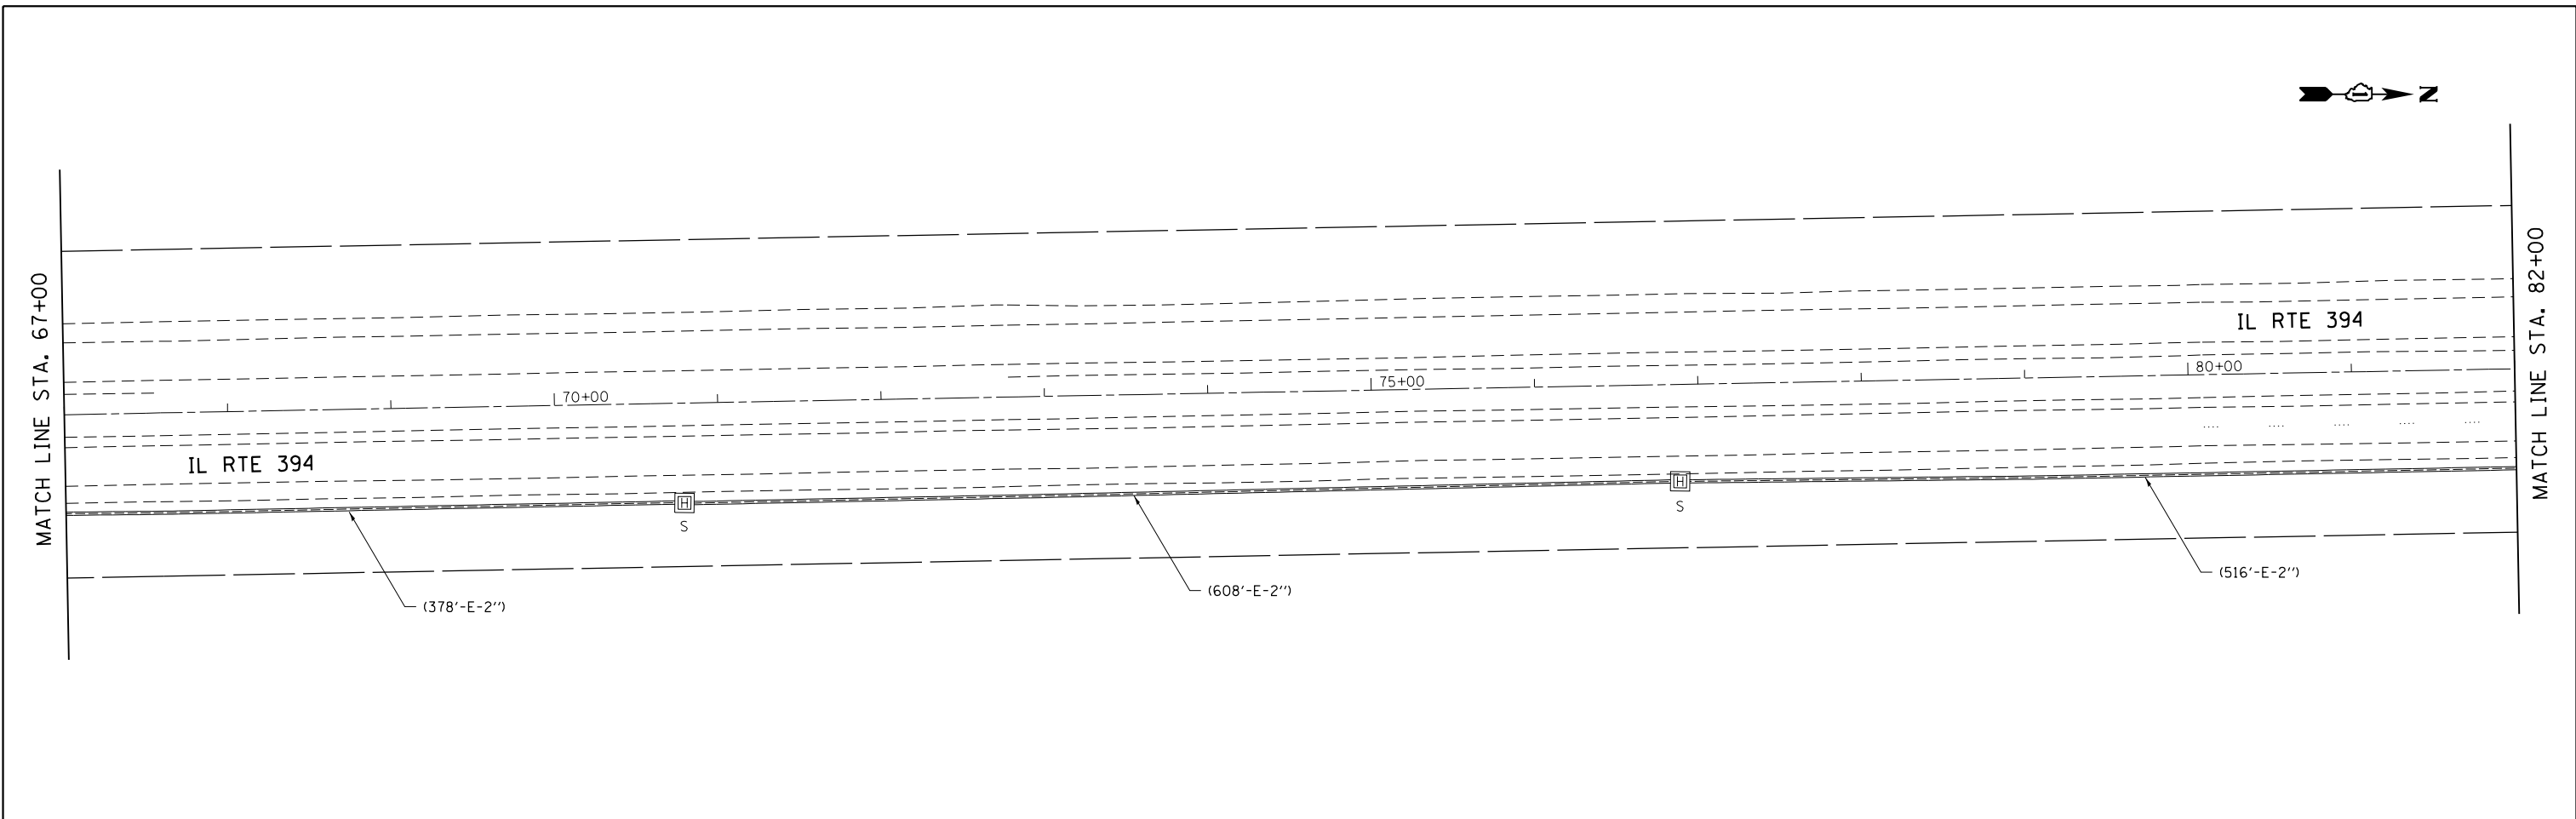 N
MATCH LINE STA. 67+00
MATCH LINE STA. 82+00
IL RTE 394
80+00
75+00
70+00
IL RTE 394
H
S
H
S
(516'-E-2'')
(608'-E-2'')
(378'-E-2'')